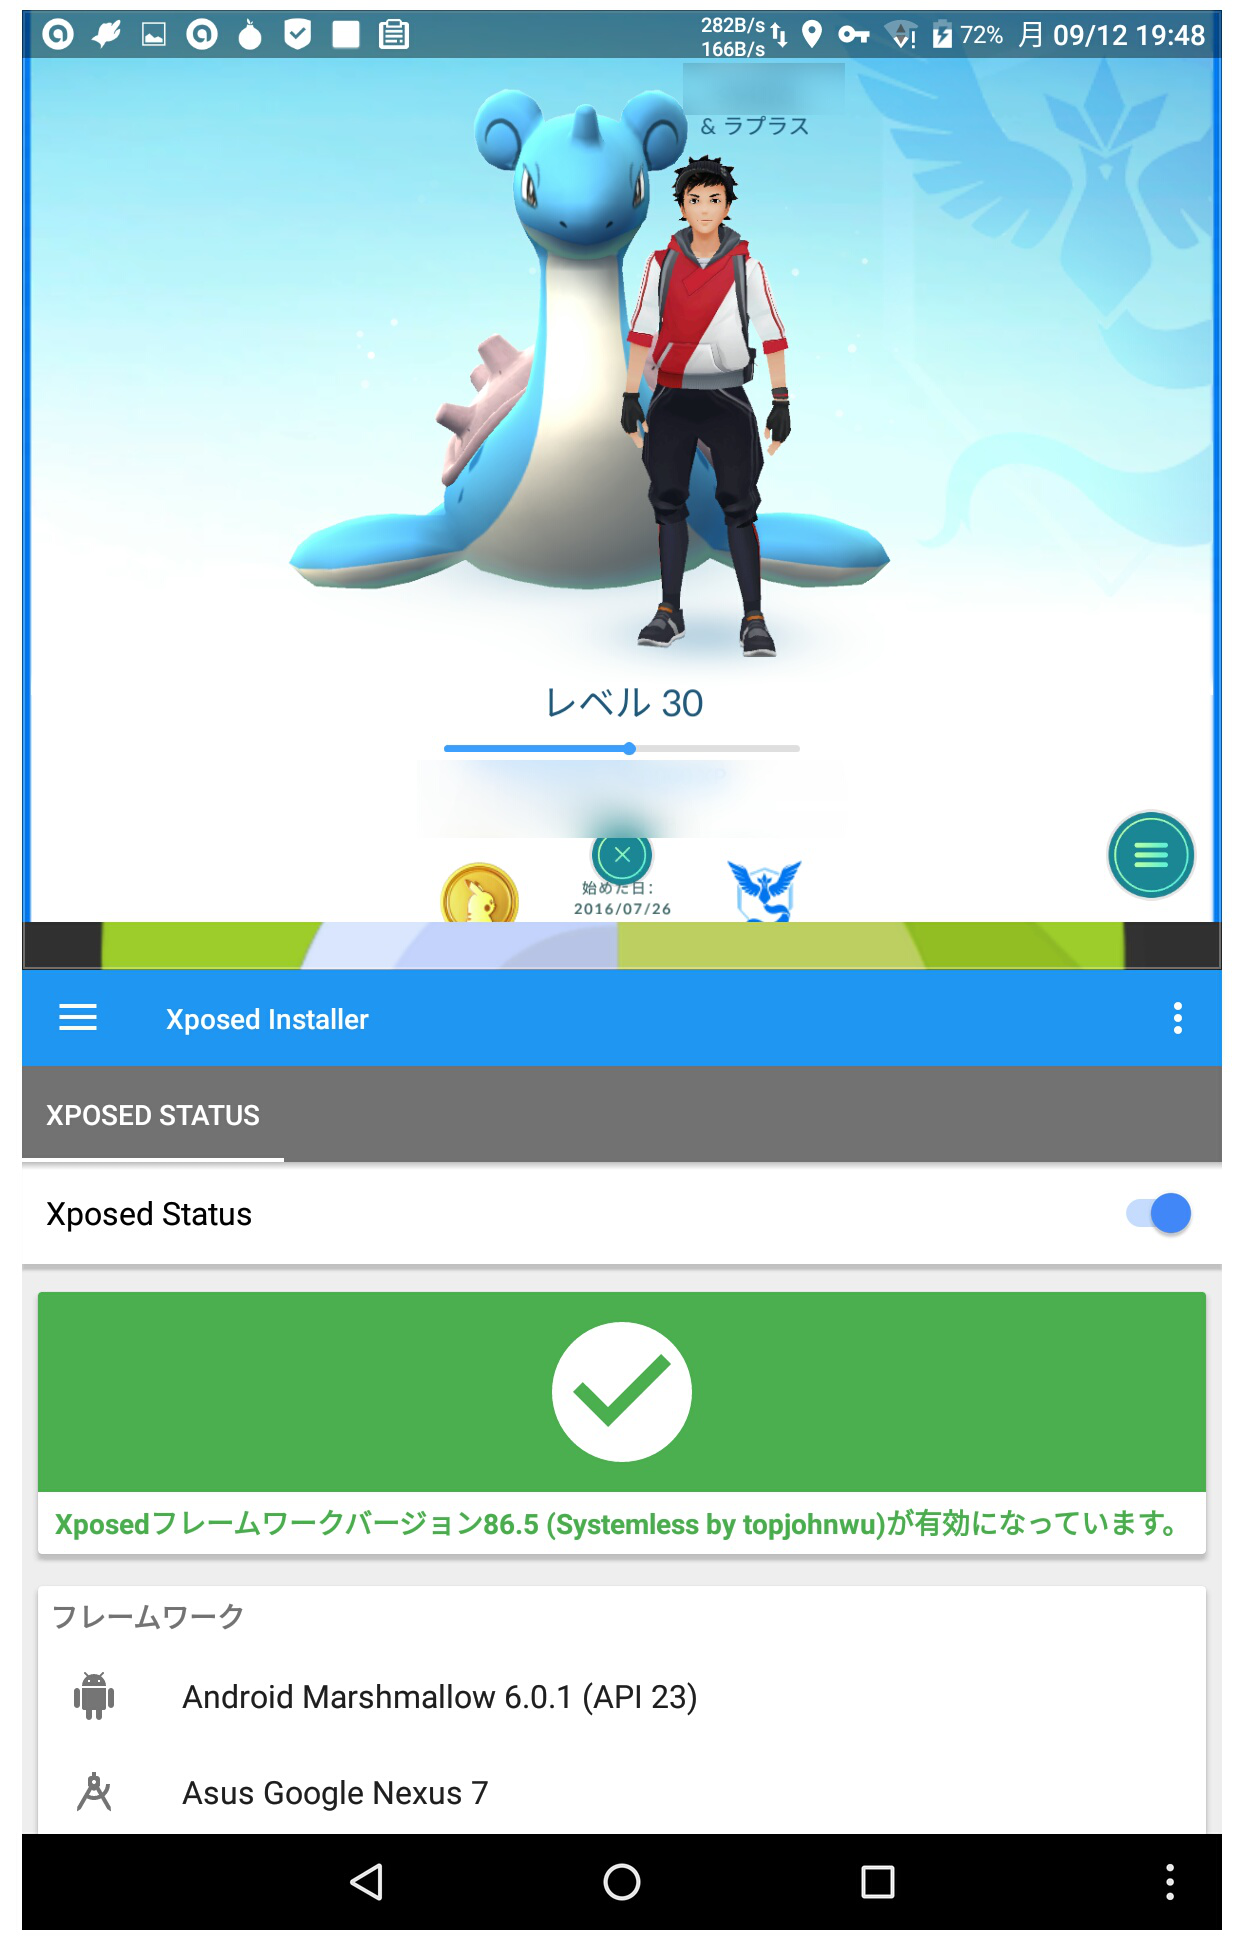 282B/s
166B/s
72% 月 09/12 19:48
& ラプラス
レベル 30
始めた日:
2016/07/26
Xposed Installer
XPOSED STATUS
Xposed Status
Xposedフレームワークバージョン86.5 (Systemless by topjohnwu)が有効になっています。
フレームワーク
Android Marshmallow 6.0.1 (API 23)
Asus Google Nexus 7